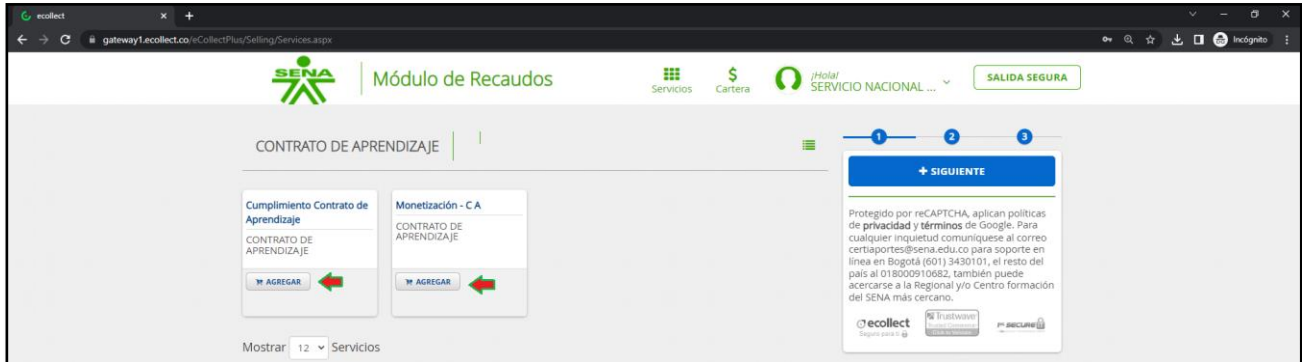 ecollect
gateway1.ecollect.co/eCollectPlus/Selling/Services.aspx
Incógnito
SENA
Módulo de Recaudos
Servicios
$
Cartera
¡Hola!
SERVICIO NACIONAL ...
SALIDA SEGURA
CONTRATO DE APRENDIZAJE
1 2 3
+ SIGUIENTE
Cumplimiento Contrato de
Aprendizaje
CONTRATO DE
APRENDIZAJE
AGREGAR
Monetización - C A
CONTRATO DE
APRENDIZAJE
AGREGAR
Protegido por reCAPTCHA, aplican políticas
de privacidad y términos de Google. Para
cualquier inquietud comuníquese al correo
certiaportes@sena.edu.co para soporte en
línea en Bogotá (601) 3430101, el resto del
país al 018000910682, también puede
acercarse a la Regional y/o Centro formación
del SENA más cercano.
ecollect
Trustwave
SECURE
Mostrar 12 Servicios